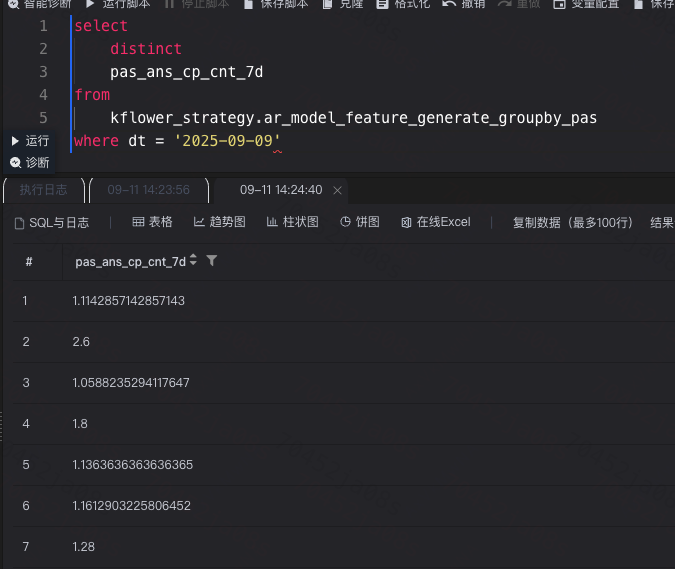 智能诊断 运行脚本 停止脚本 保存脚本 克隆 格式化 撤销 重做 变量配置 保存
1 select
2 distinct
3 pas_ans_cp_cnt_7d
4 from
5 kflower_strategy.ar_model_feature_generate_groupby_pas
运行 where dt = '2025-09-09'
诊断
执行日志 09-11 14:23:56 09-11 14:24:40
SQL与日志 表格 趋势图 柱状图 饼图 在线Excel 复制数据（最多100行） 结果
# pas_ans_cp_cnt_7d
1 1.1142857142857143
2 2.6
3 1.0588235294117647
4 1.8
5 1.1363636363636365
6 1.1612903225806452
7 1.28